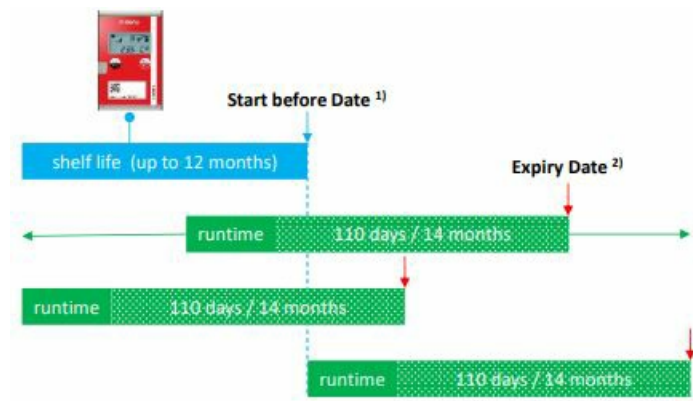 Start before Date 1)
shelf life (up to 12 months)
Expiry Date 2)
runtime 110 days / 14 months
runtime 110 days / 14 months
runtime 110 days / 14 months